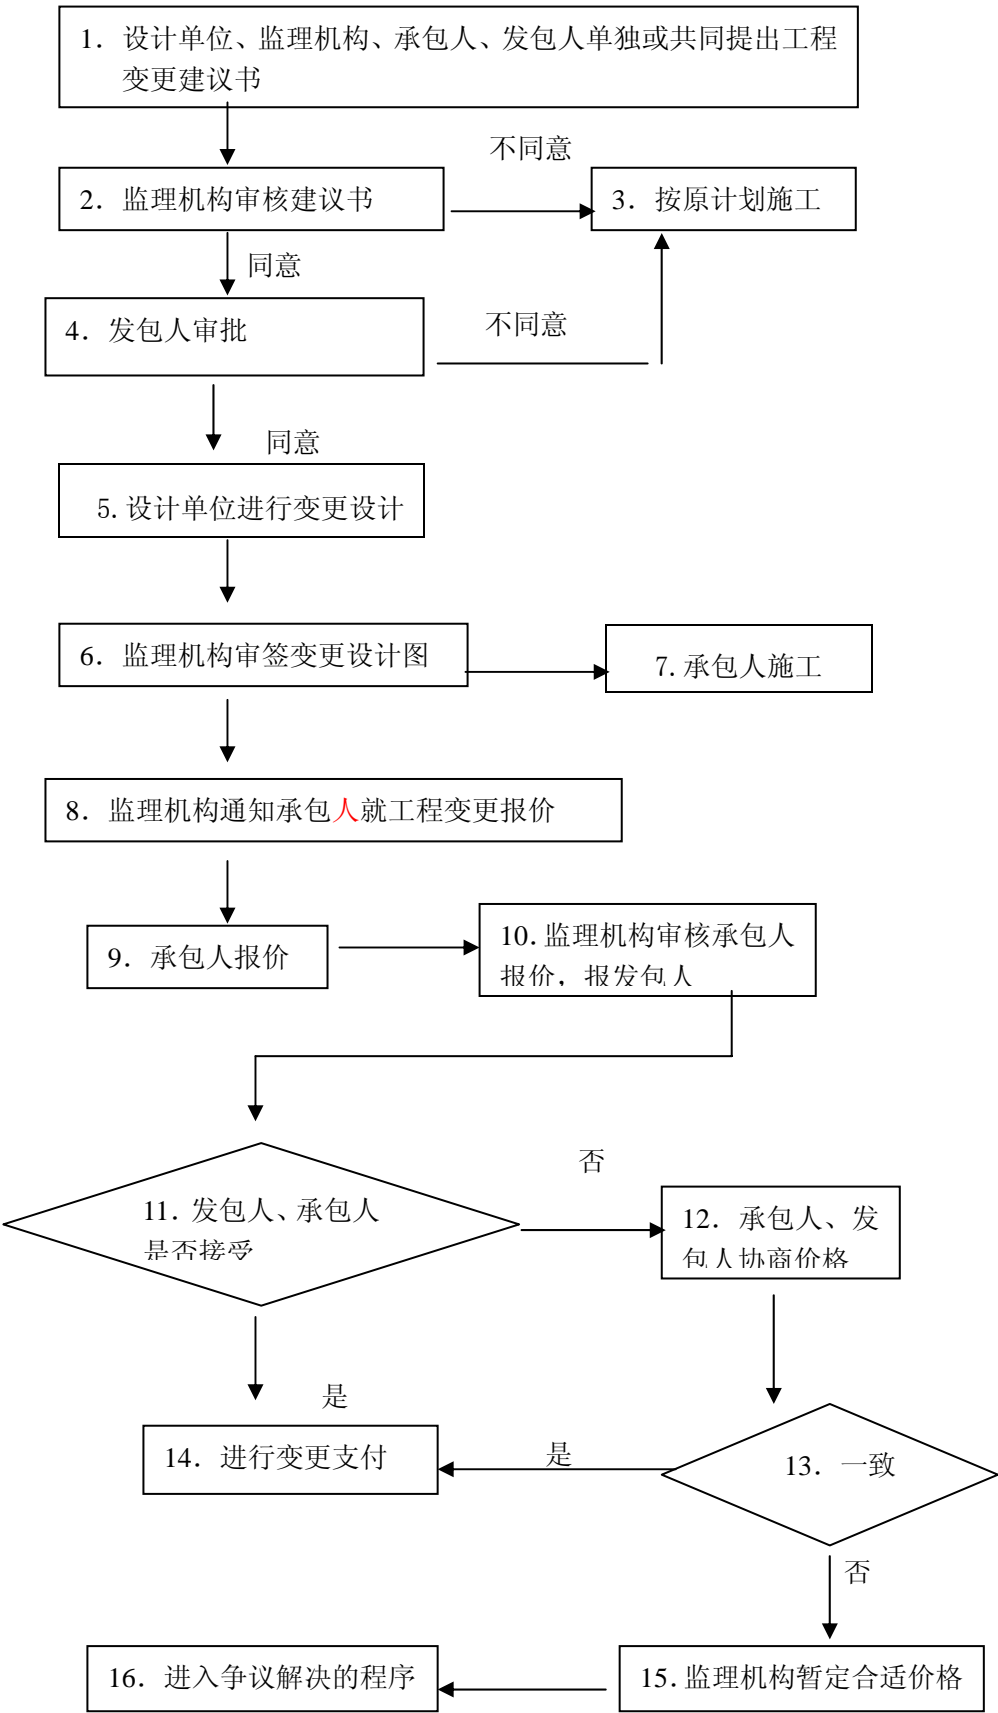 1．设计单位、监理机构、承包人、发包人单独或共同提出工程
变更建议书
不同意
2．监理机构审核建议书
3．按原计划施工
同意
4．发包人审批
不同意
同意
5.设计单位进行变更设计
6．监理机构审签变更设计图
7.承包人施工
8．监理机构通知承包人就工程变更报价
9．承包人报价
10.监理机构审核承包人
报价，报发包人
11．发包人、承包人
是否接受
否
12．承包人、发
包人协商价格
是
14．进行变更支付
是
13．一致
否
16．进入争议解决的程序
15.监理机构暂定合适价格